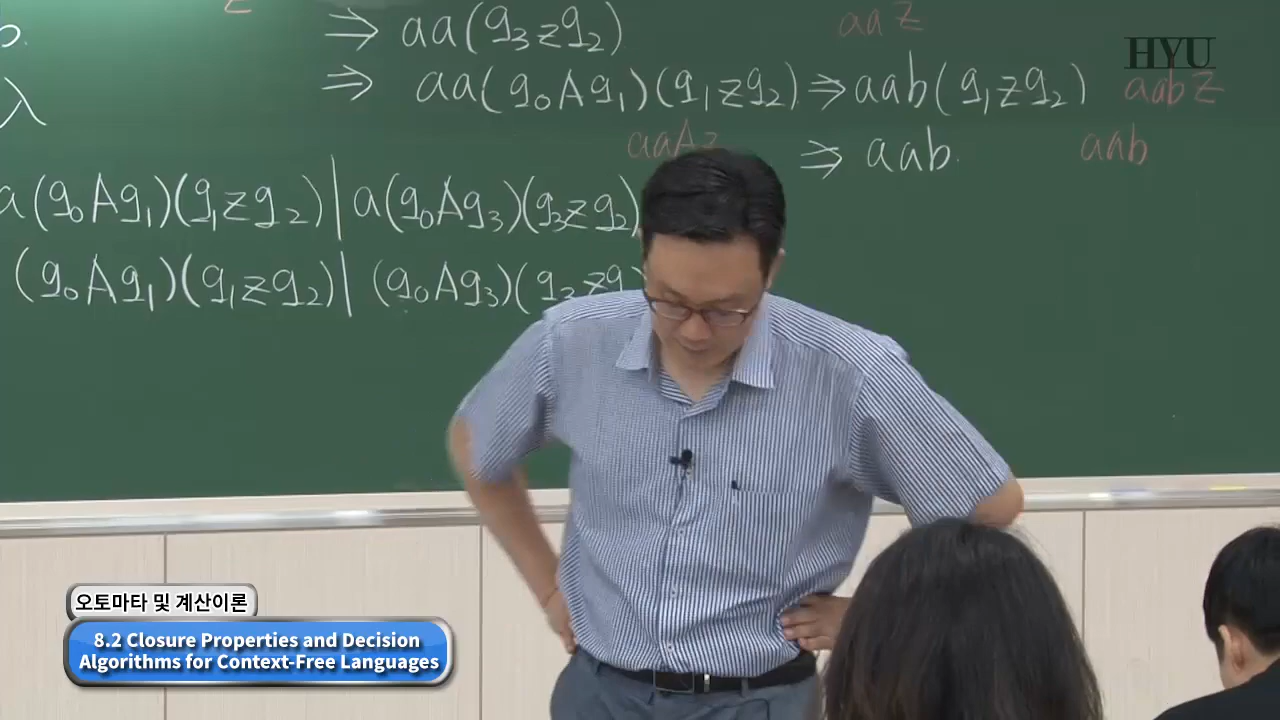 z
⇒ aa(q₃zq₂) aaz
HYU
b.
⇒ aa(q₀Aq₁)(q₁zq₂) ⇒ aab(q₁zq₂) aabz
λ
aaAz ⇒ aab. aab
a(q₀Aq₁)(q₁zq₂)|a(q₀Aq₃)(q₃zq₂)
(q₀Aq₁)(q₁zq₂)|(q₀Aq₃)(q₃zq
오토마타 및 계산이론
8.2 Closure Properties and Decision
Algorithms for Context-Free Languages